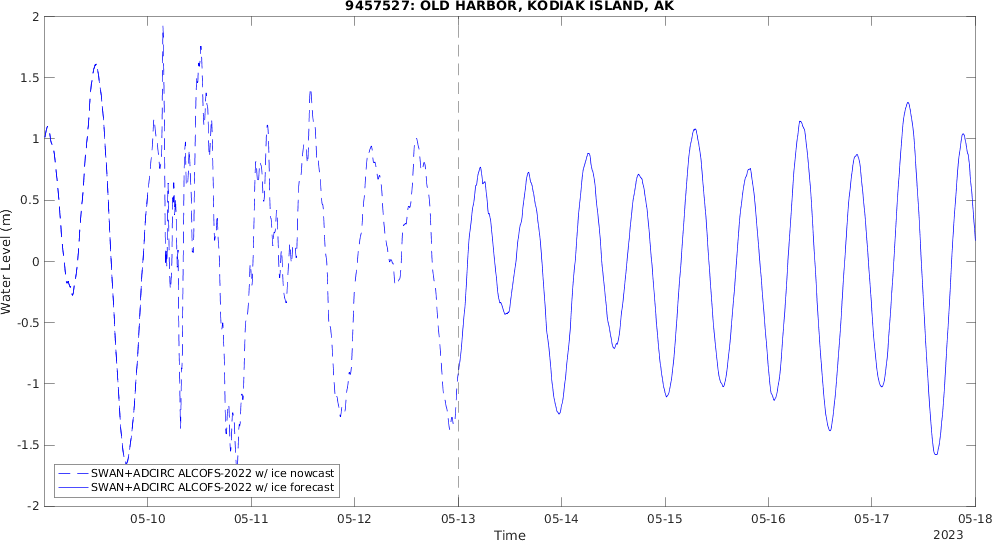 9457527: OLD HARBOR, KODIAK ISLAND, AK
2
1.5
1
0.5
0
-0.5
-1
-1.5
-2
Water Level (m)
SWAN+ADCIRC ALCOFS-2022 w/ ice nowcast
SWAN+ADCIRC ALCOFS-2022 w/ ice forecast
05-10 05-11 05-12 05-13 05-14 05-15 05-16 05-17 05-18
Time
2023